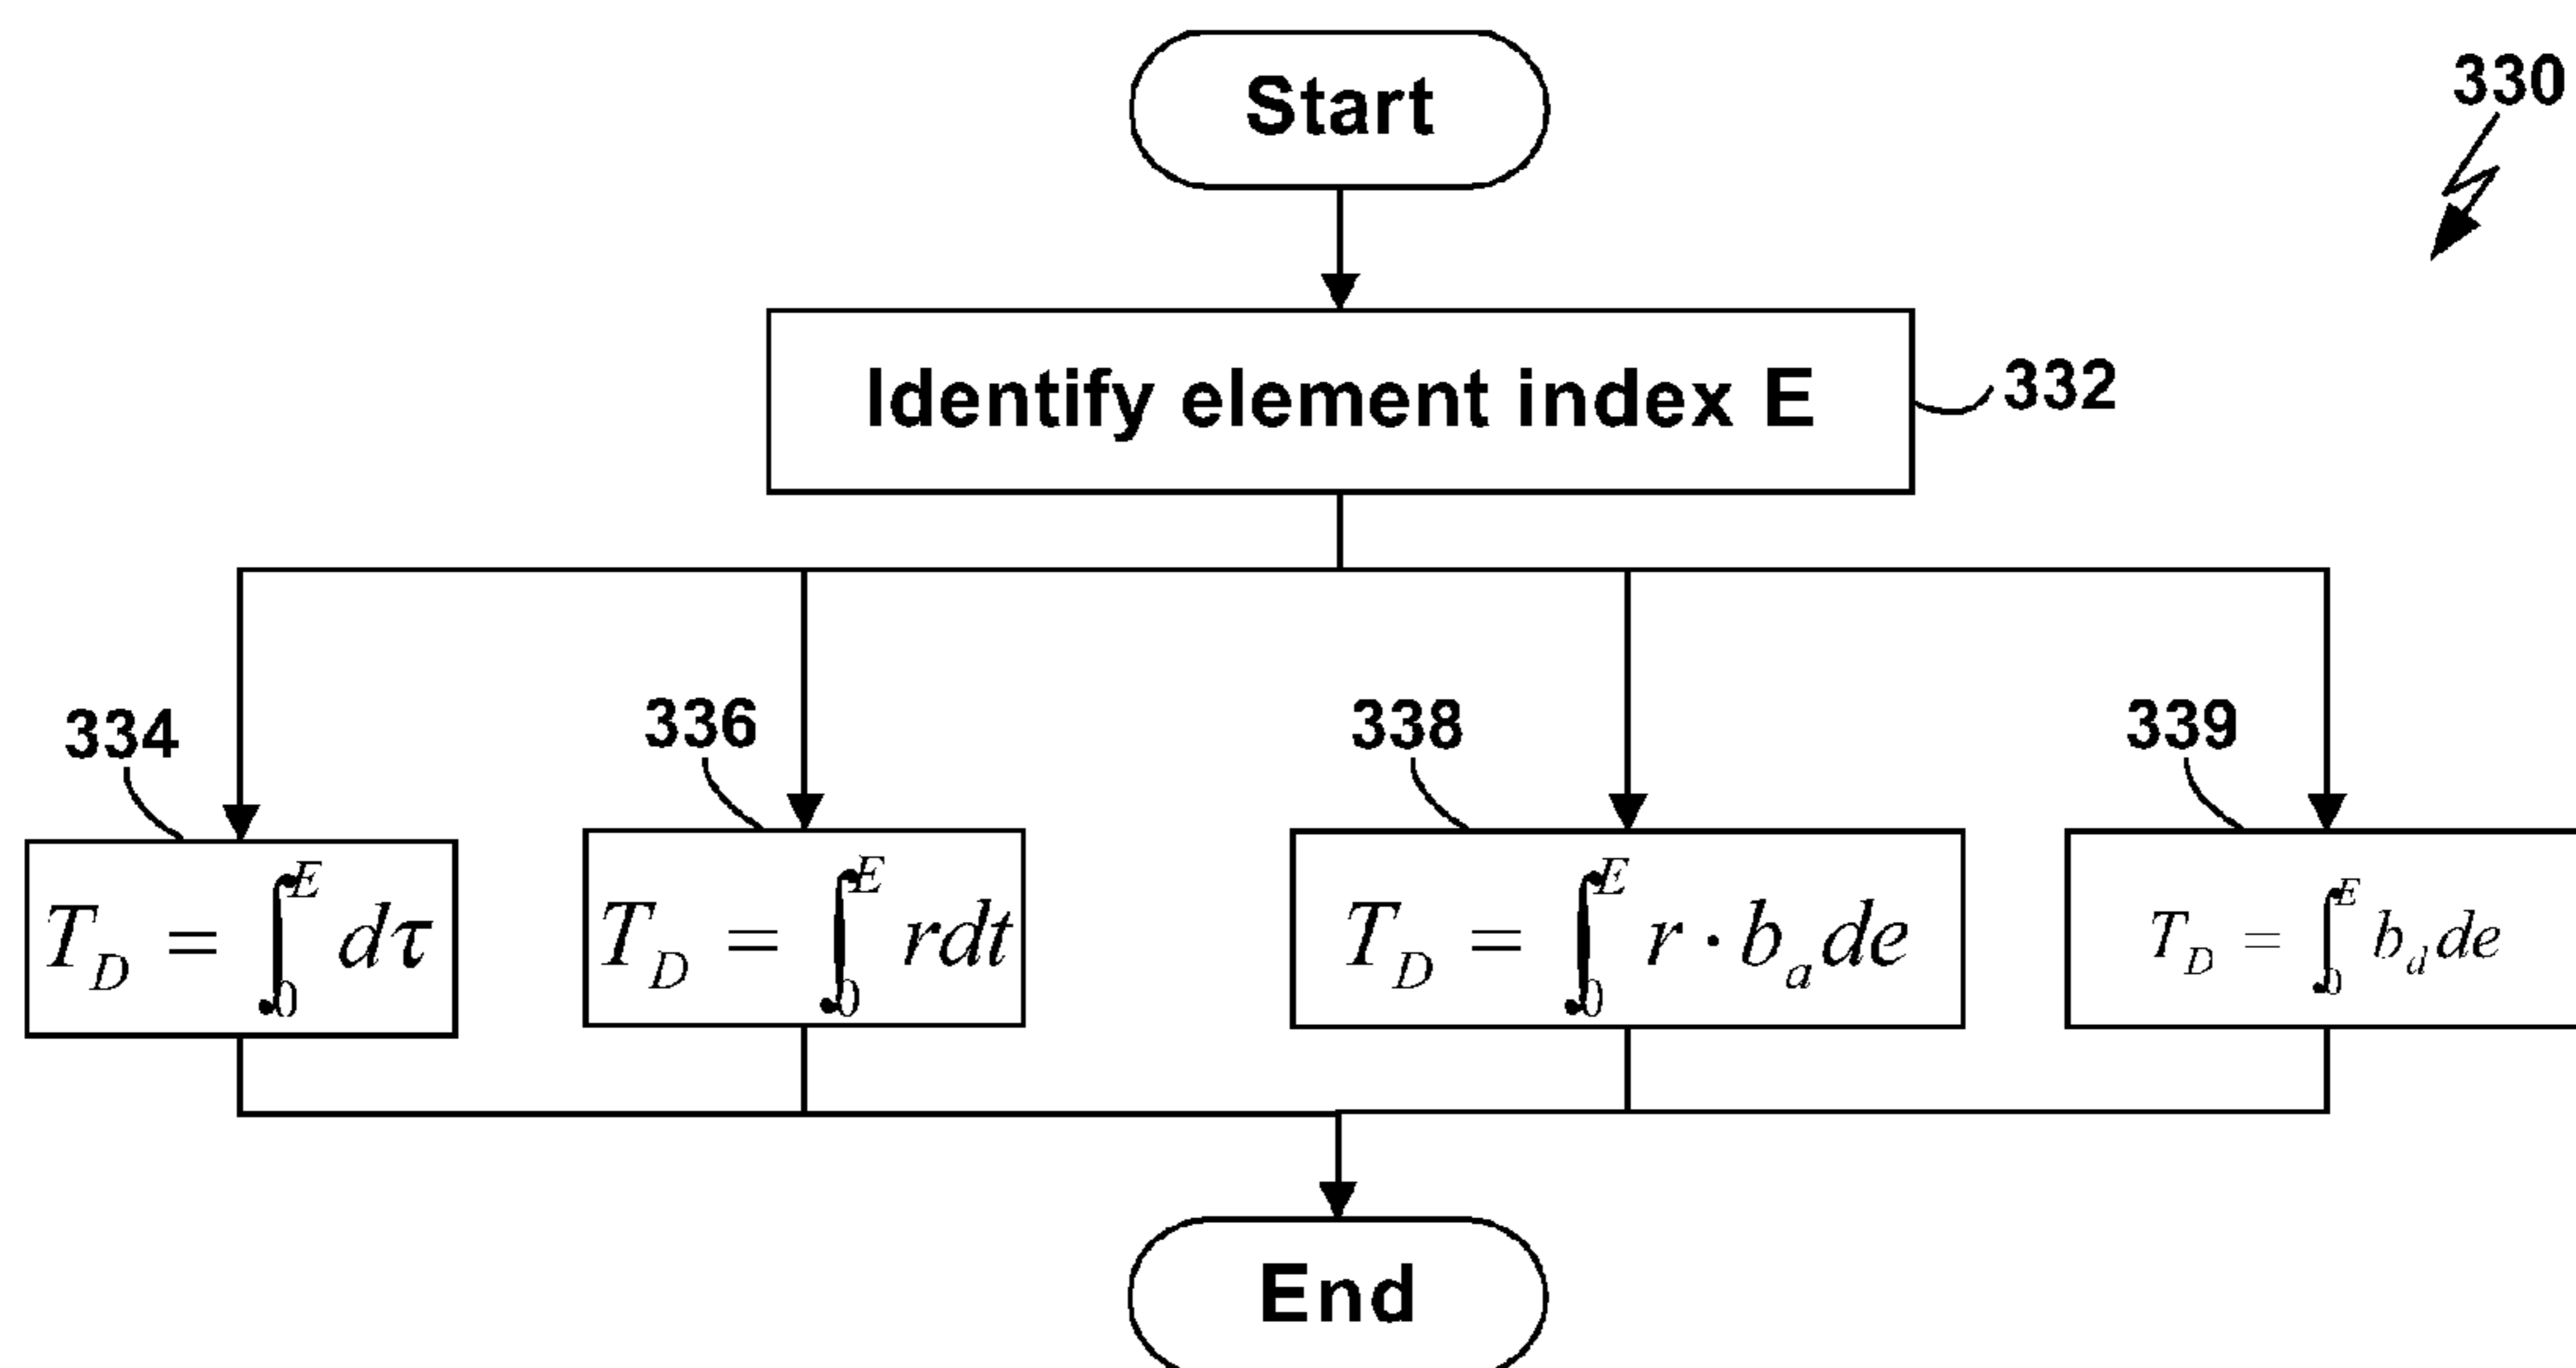 Start
330
Identify element index E
332
334
336
338
339
T_D = ∫_0^E dτ
T_D = ∫_0^E rdt
T_D = ∫_0^E r · b_a de
T_D = ∫_0^E b_d de
End